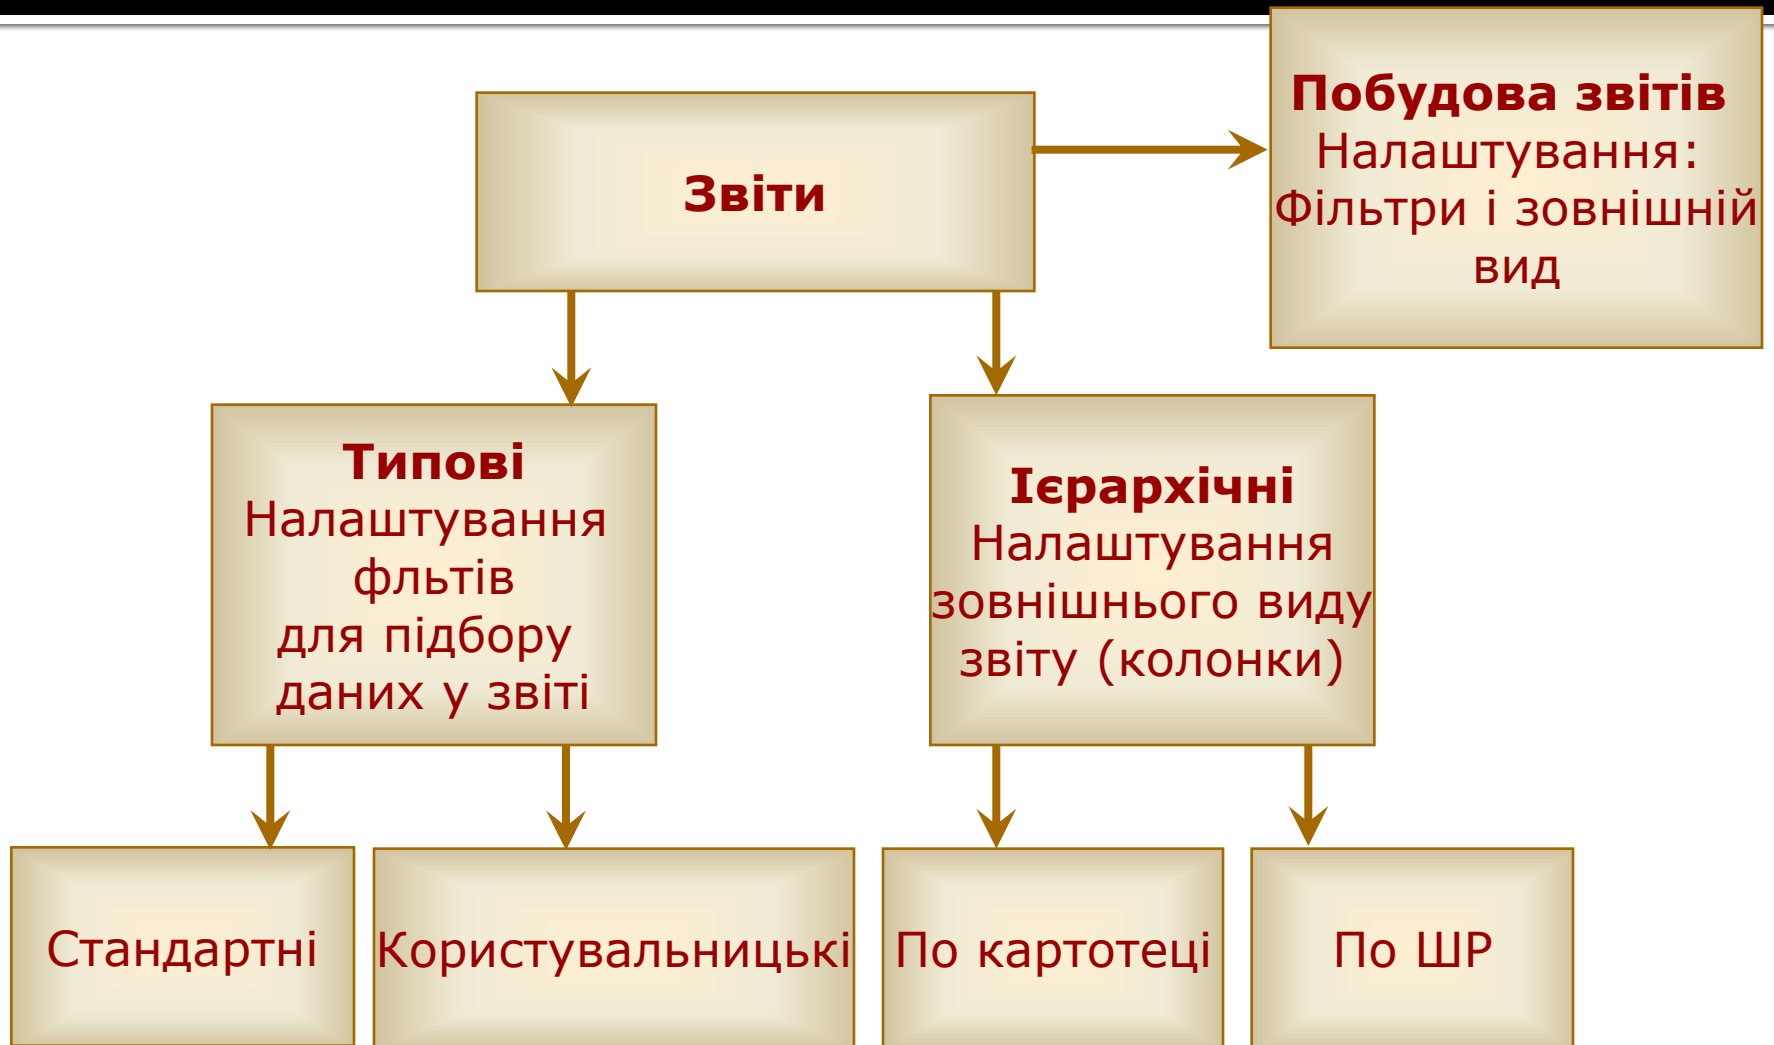 Побудова звітів
Налаштування:
Фільтри і зовнішній
вид
Звіти
Типові
Налаштування
фльтів
для підбору
даних у звіті
Ієрархічні
Налаштування
зовнішнього виду
звіту (колонки)
Стандартні
Користувальницькі
По картотеці
По ШР